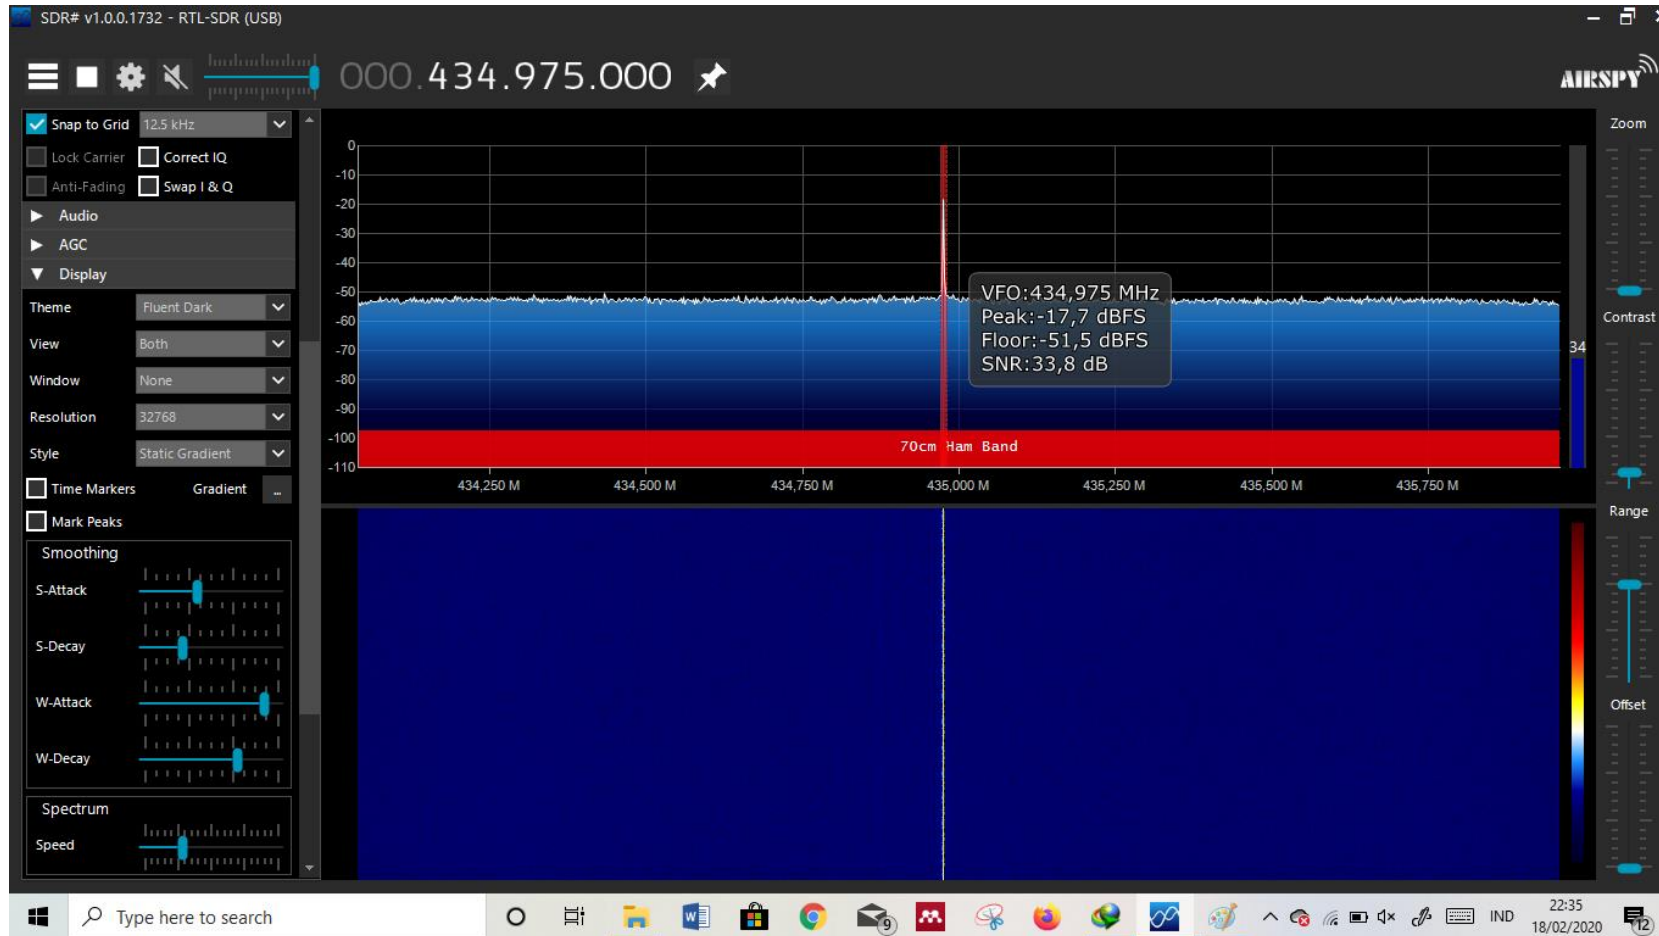 SDR# v1.0.0.1732 - RTL-SDR (USB)
000.434.975.000
AIRSPY
Snap to Grid 12.5 kHz
Lock Carrier Correct IQ
Anti-Fading Swap I & Q
Audio
AGC
Display
Theme Fluent Dark
View Both
Window None
Resolution 32768
Style Static Gradient
Time Markers Gradient ...
Mark Peaks
Smoothing
S-Attack
S-Decay
W-Attack
W-Decay
Spectrum
Speed
0
-10
-20
-30
-40
-50
-60
-70
-80
-90
-100
-110
VFO:434,975 MHz
Peak:-17,7 dBFS
Floor:-51,5 dBFS
SNR:33,8 dB
70cm Ham Band
434,250 M 434,500 M 434,750 M 435,000 M 435,250 M 435,500 M 435,750 M
34
Zoom
Contrast
Range
Offset
Type here to search
9
IND
22:35
18/02/2020
12